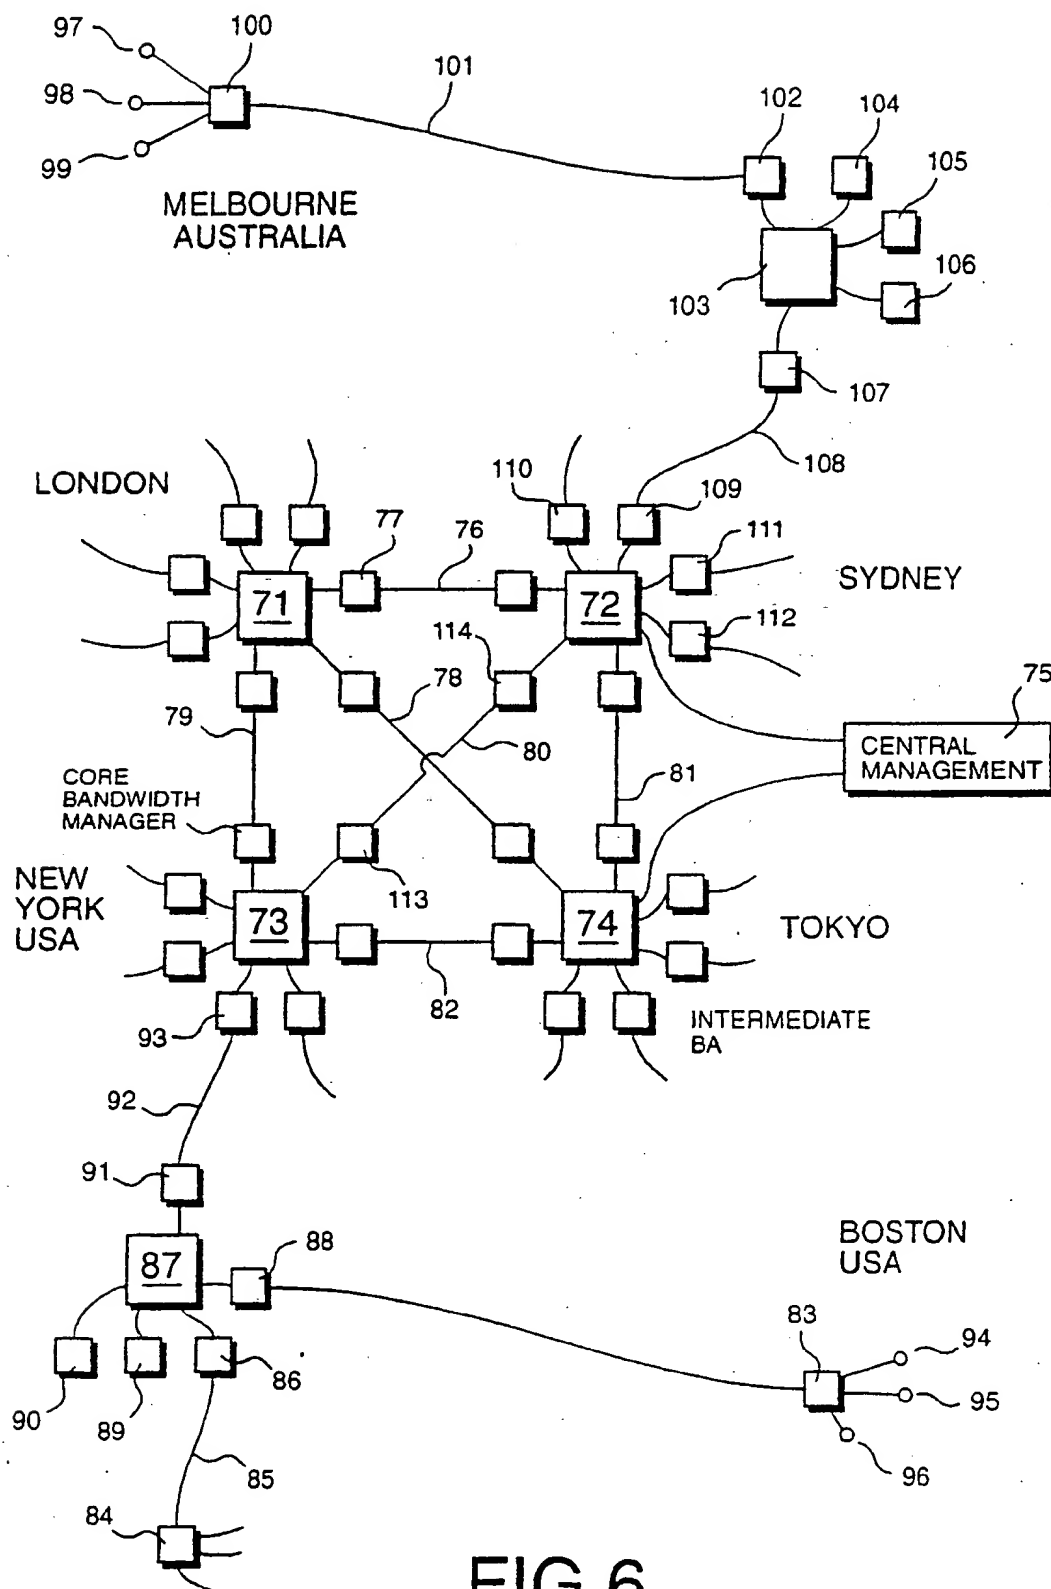 97
100
98
101
102
104
99
105
MELBOURNE
AUSTRALIA
103
106
107
108
LONDON
110
109
77
76
111
SYDNEY
71
72
112
114
78
75
79
80
CENTRAL
MANAGEMENT
81
CORE
BANDWIDTH
MANAGER
113
NEW
YORK
USA
73
74
TOKYO
82
93
INTERMEDIATE
BA
92
91
87
88
BOSTON
USA
83
94
95
96
90
89
86
85
84
FIG 6